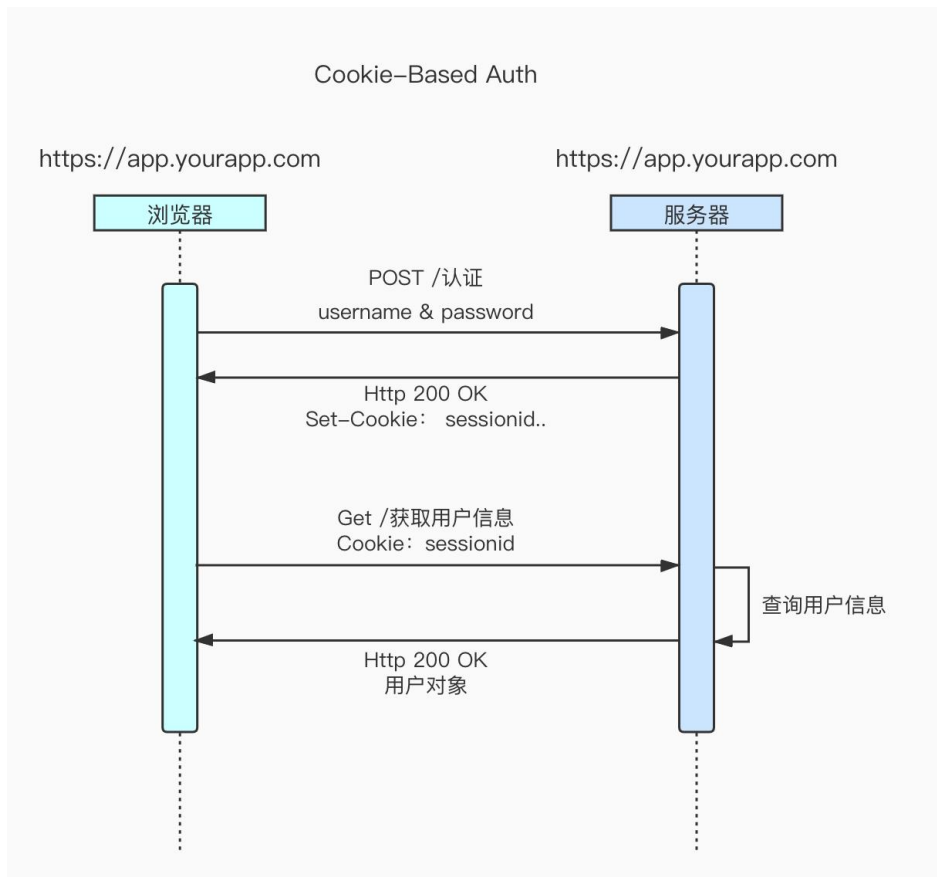 Cookie-Based Auth
https://app.yourapp.com
https://app.yourapp.com
浏览器
服务器
POST /认证
username & password
Http 200 OK
Set-Cookie： sessionid..
Get /获取用户信息
Cookie：sessionid
查询用户信息
Http 200 OK
用户对象